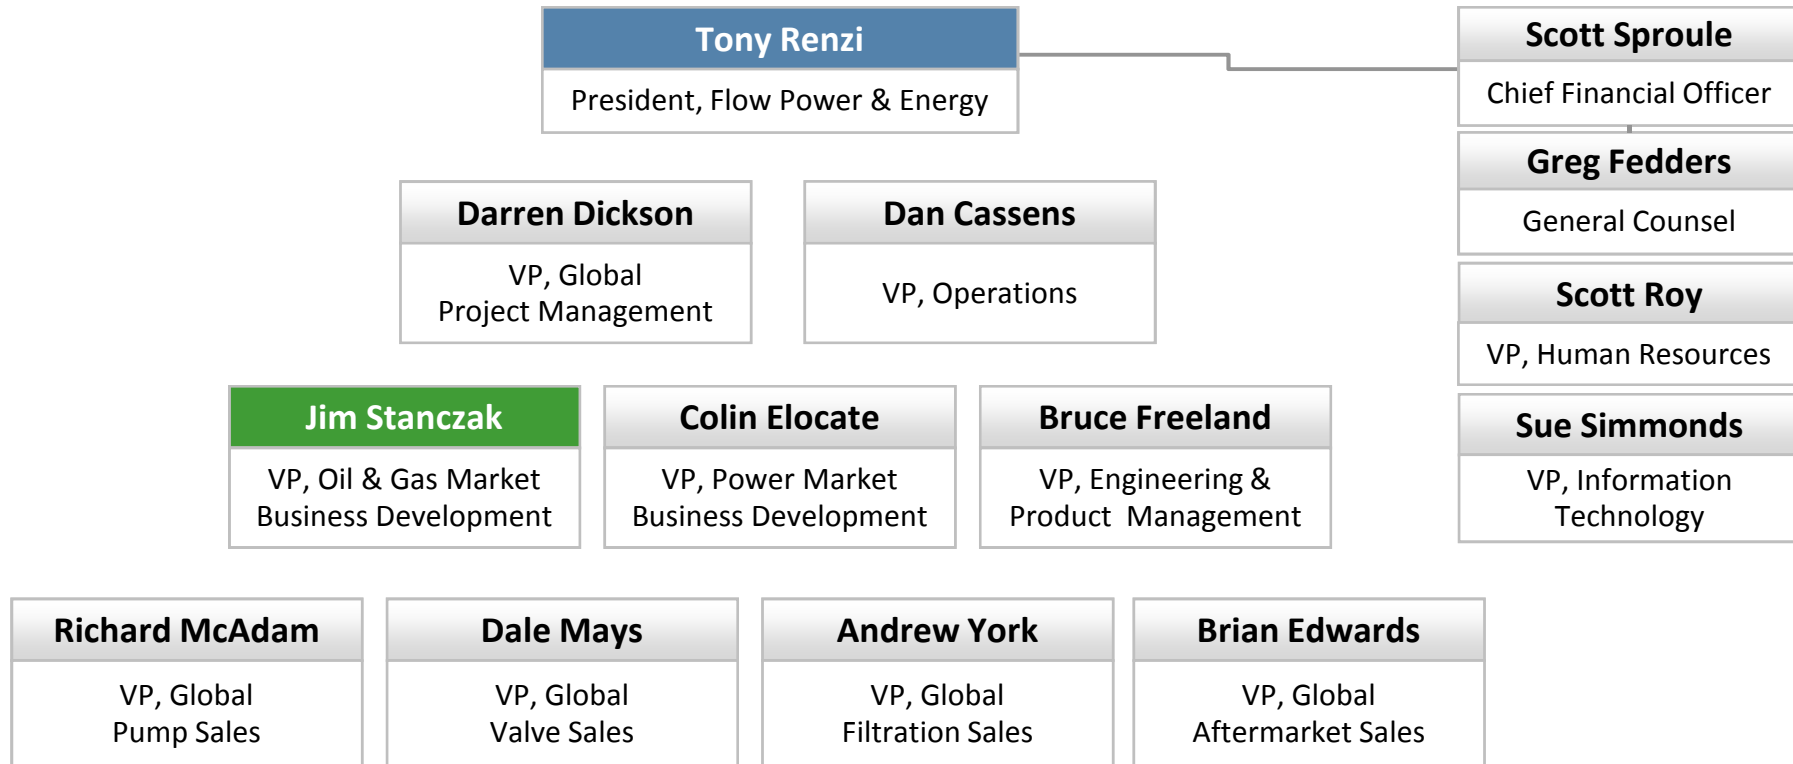 Tony Renzi
President, Flow Power & Energy
Scott Sproule
Chief Financial Officer
Greg Fedders
General Counsel
Scott Roy
VP, Human Resources
Sue Simmonds
VP, Information
Technology
Darren Dickson
VP, Global
Project Management
Dan Cassens
VP, Operations
Jim Stanczak
VP, Oil & Gas Market
Business Development
Colin Elocate
VP, Power Market
Business Development
Bruce Freeland
VP, Engineering &
Product  Management
Richard McAdam
VP, Global
Pump Sales
Dale Mays
VP, Global
Valve Sales
Andrew York
VP, Global
Filtration Sales
Brian Edwards
VP, Global
Aftermarket Sales